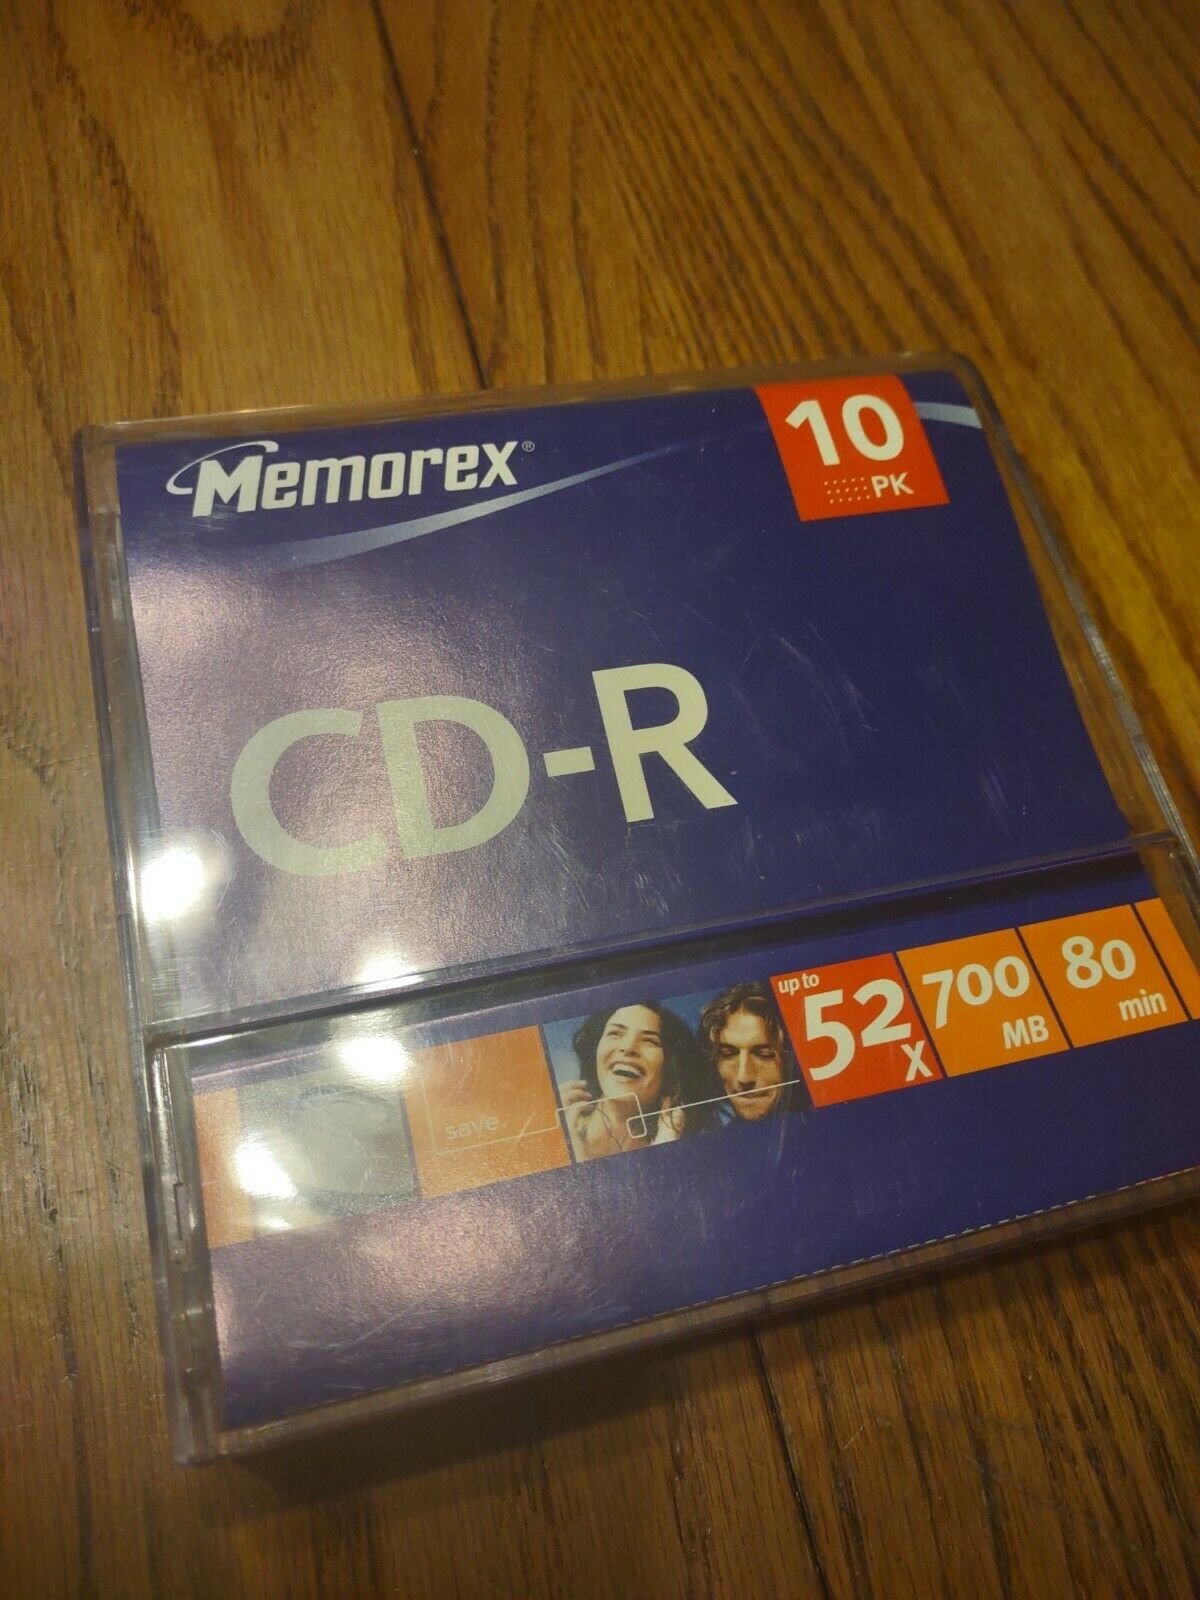 Memorex®
10
PK
CD-R
save.
up to
52
X
700
MB
80
min